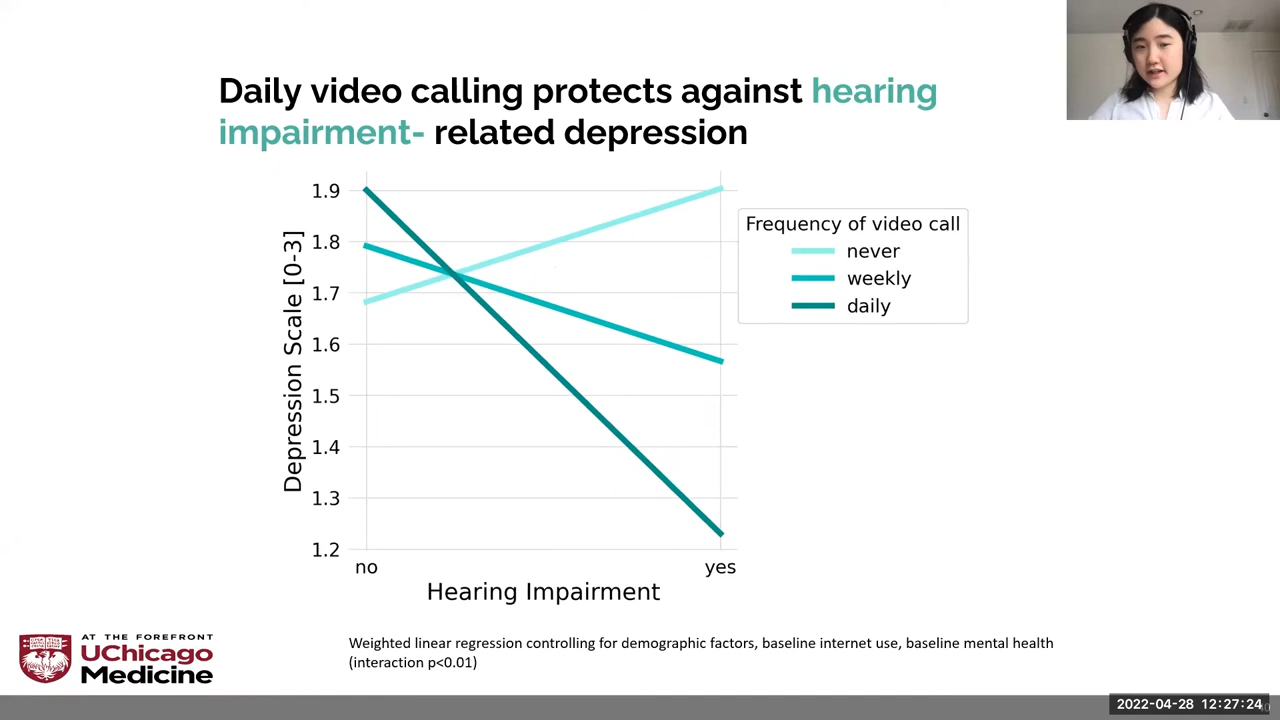 Daily video calling protects against hearing
impairment- related depression
1.9
1.8
1.7
1.6
1.5
1.4
1.3
1.2
Depression Scale [0-3]
no
yes
Hearing Impairment
Frequency of video call
never
weekly
daily
AT THE FOREFRONT
UChicago
Medicine
Weighted linear regression controlling for demographic factors, baseline internet use, baseline mental health
(interaction p<0.01)
2022-04-28 12:27:24